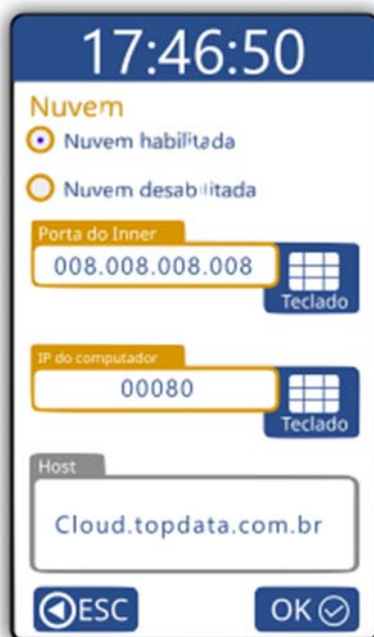 17:46:50
Nuvem
Nuvem habilitada
Nuvem desabilitada
Porta do Inner
008.008.008.008
Teclado
IP do computador
00080
Teclado
Host
Cloud.topdata.com.br
ESC OK